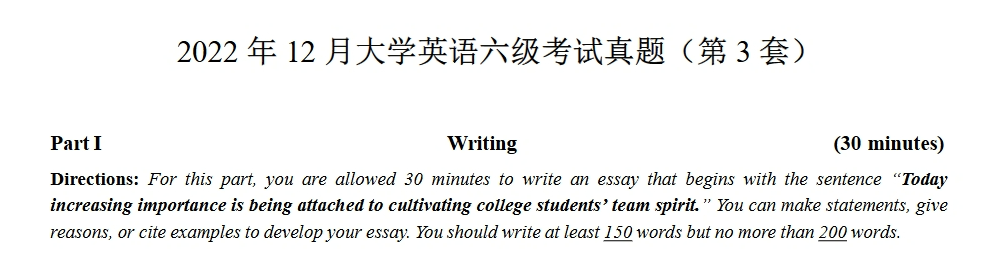 2022 年 12 月大学英语六级考试真题（第 3 套）
Part I Writing (30 minutes)
Directions: For this part, you are allowed 30 minutes to write an essay that begins with the sentence “Today
increasing importance is being attached to cultivating college students’ team spirit.” You can make statements, give
reasons, or cite examples to develop your essay. You should write at least 150 words but no more than 200 words.